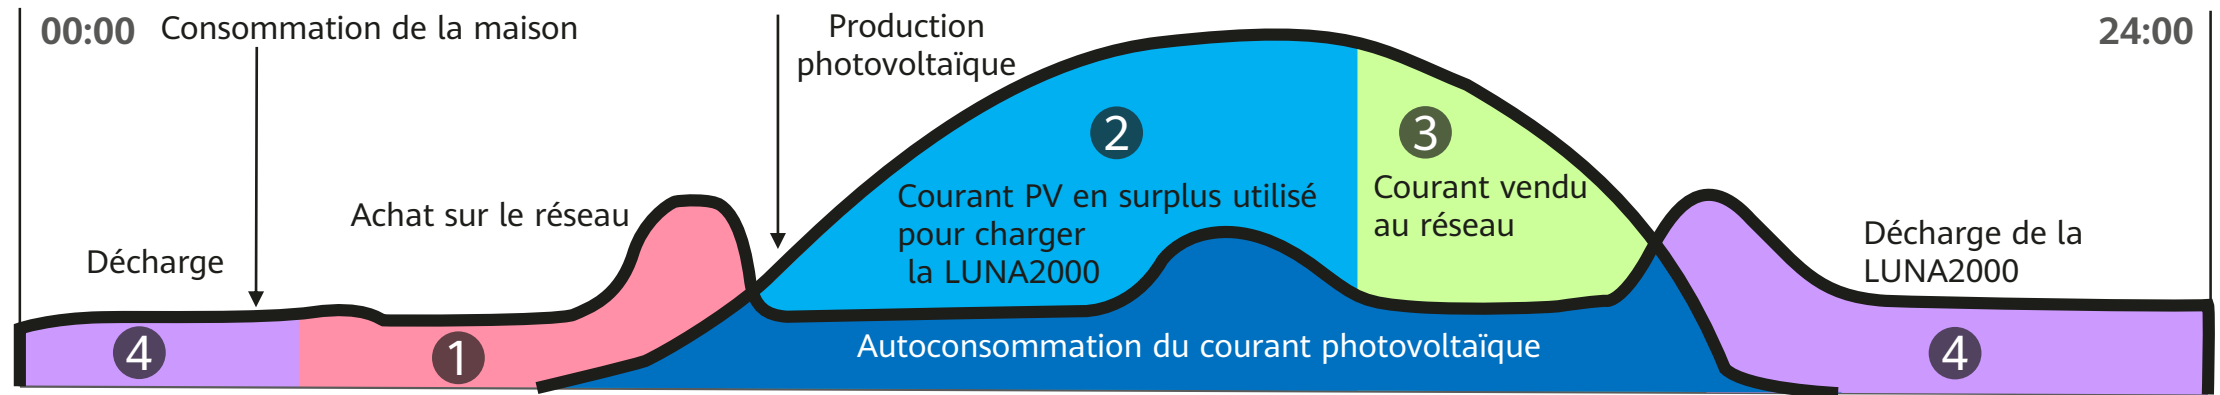 00:00
Consommation de la maison
Production
photovoltaïque
24:00
2
3
Courant PV en surplus utilisé
pour charger
la LUNA2000
Courant vendu
au réseau
Achat sur le réseau
Décharge
Décharge de la
LUNA2000
4
1
Autoconsommation du courant photovoltaïque
4